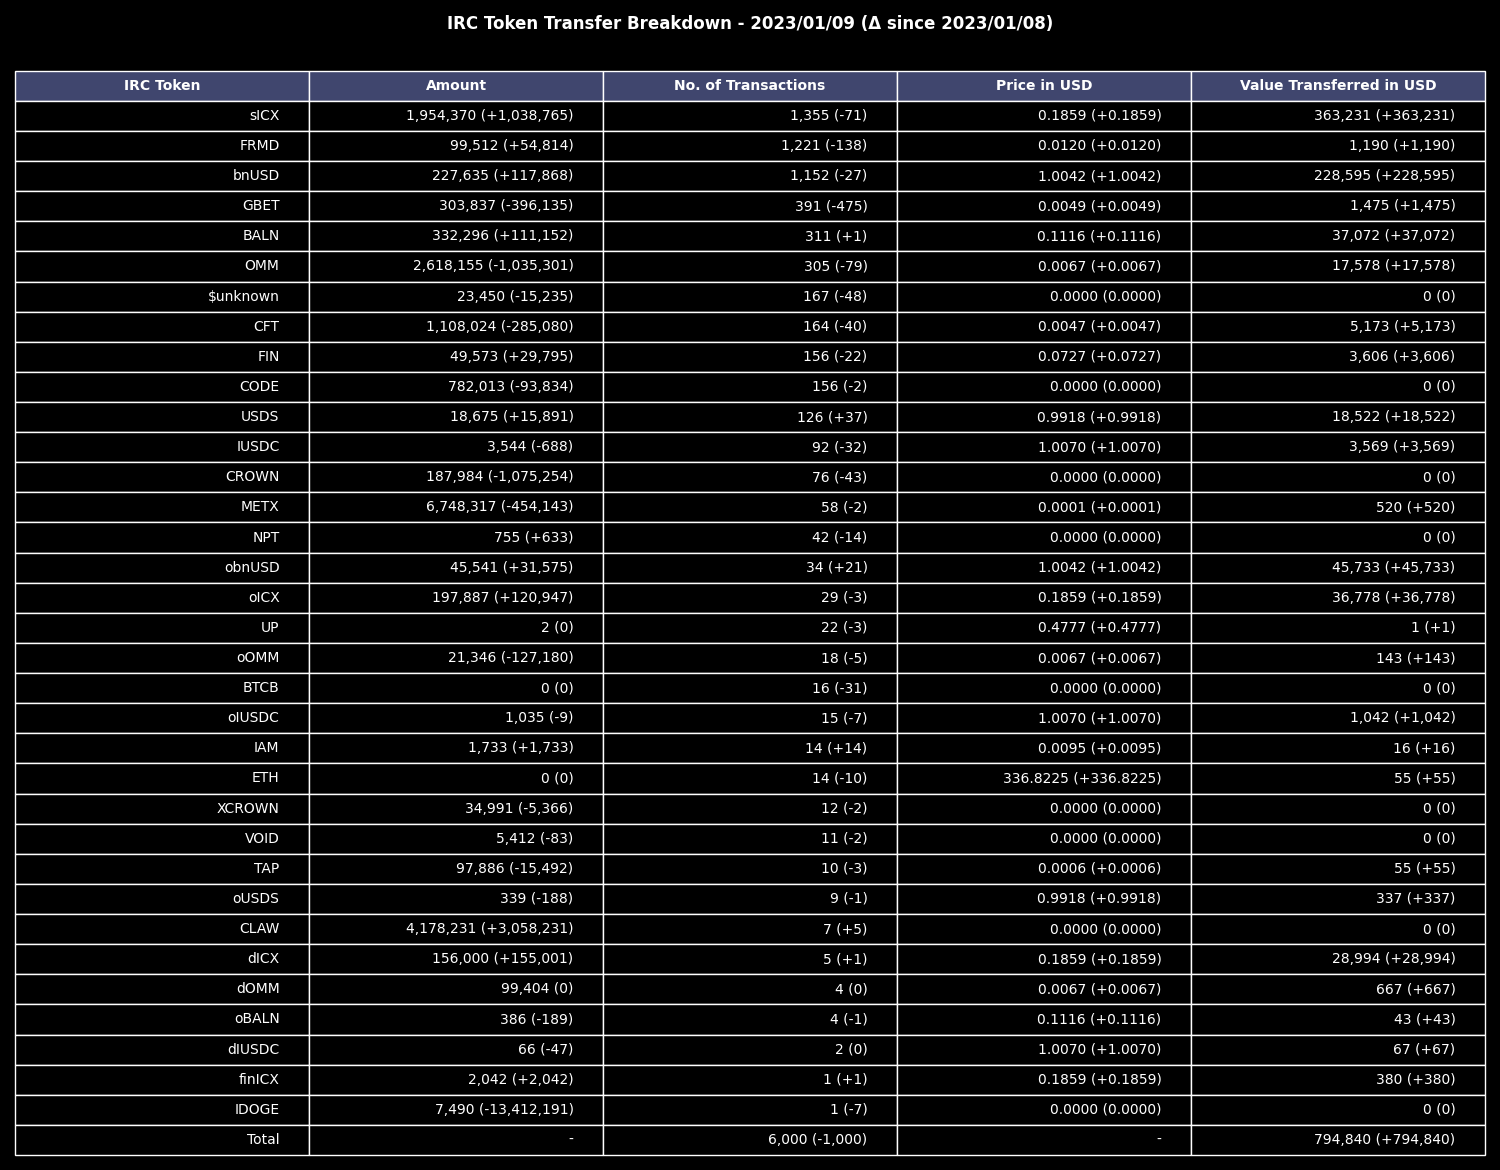 IRC Token Transfer Breakdown - 2023/01/09 (Δ since 2023/01/08)
IRC Token Amount No. of Transactions Price in USD Value Transferred in USD
sICX 1,954,370 (+1,038,765) 1,355 (-71) 0.1859 (+0.1859) 363,231 (+363,231)
FRMD 99,512 (+54,814) 1,221 (-138) 0.0120 (+0.0120) 1,190 (+1,190)
bnUSD 227,635 (+117,868) 1,152 (-27) 1.0042 (+1.0042) 228,595 (+228,595)
GBET 303,837 (-396,135) 391 (-475) 0.0049 (+0.0049) 1,475 (+1,475)
BALN 332,296 (+111,152) 311 (+1) 0.1116 (+0.1116) 37,072 (+37,072)
OMM 2,618,155 (-1,035,301) 305 (-79) 0.0067 (+0.0067) 17,578 (+17,578)
$unknown 23,450 (-15,235) 167 (-48) 0.0000 (0.0000) 0 (0)
CFT 1,108,024 (-285,080) 164 (-40) 0.0047 (+0.0047) 5,173 (+5,173)
FIN 49,573 (+29,795) 156 (-22) 0.0727 (+0.0727) 3,606 (+3,606)
CODE 782,013 (-93,834) 156 (-2) 0.0000 (0.0000) 0 (0)
USDS 18,675 (+15,891) 126 (+37) 0.9918 (+0.9918) 18,522 (+18,522)
IUSDC 3,544 (-688) 92 (-32) 1.0070 (+1.0070) 3,569 (+3,569)
CROWN 187,984 (-1,075,254) 76 (-43) 0.0000 (0.0000) 0 (0)
METX 6,748,317 (-454,143) 58 (-2) 0.0001 (+0.0001) 520 (+520)
NPT 755 (+633) 42 (-14) 0.0000 (0.0000) 0 (0)
obnUSD 45,541 (+31,575) 34 (+21) 1.0042 (+1.0042) 45,733 (+45,733)
oICX 197,887 (+120,947) 29 (-3) 0.1859 (+0.1859) 36,778 (+36,778)
UP 2 (0) 22 (-3) 0.4777 (+0.4777) 1 (+1)
oOMM 21,346 (-127,180) 18 (-5) 0.0067 (+0.0067) 143 (+143)
BTCB 0 (0) 16 (-31) 0.0000 (0.0000) 0 (0)
oIUSDC 1,035 (-9) 15 (-7) 1.0070 (+1.0070) 1,042 (+1,042)
IAM 1,733 (+1,733) 14 (+14) 0.0095 (+0.0095) 16 (+16)
ETH 0 (0) 14 (-10) 336.8225 (+336.8225) 55 (+55)
XCROWN 34,991 (-5,366) 12 (-2) 0.0000 (0.0000) 0 (0)
VOID 5,412 (-83) 11 (-2) 0.0000 (0.0000) 0 (0)
TAP 97,886 (-15,492) 10 (-3) 0.0006 (+0.0006) 55 (+55)
oUSDS 339 (-188) 9 (-1) 0.9918 (+0.9918) 337 (+337)
CLAW 4,178,231 (+3,058,231) 7 (+5) 0.0000 (0.0000) 0 (0)
dICX 156,000 (+155,001) 5 (+1) 0.1859 (+0.1859) 28,994 (+28,994)
dOMM 99,404 (0) 4 (0) 0.0067 (+0.0067) 667 (+667)
oBALN 386 (-189) 4 (-1) 0.1116 (+0.1116) 43 (+43)
dIUSDC 66 (-47) 2 (0) 1.0070 (+1.0070) 67 (+67)
finICX 2,042 (+2,042) 1 (+1) 0.1859 (+0.1859) 380 (+380)
IDOGE 7,490 (-13,412,191) 1 (-7) 0.0000 (0.0000) 0 (0)
Total - 6,000 (-1,000) - 794,840 (+794,840)